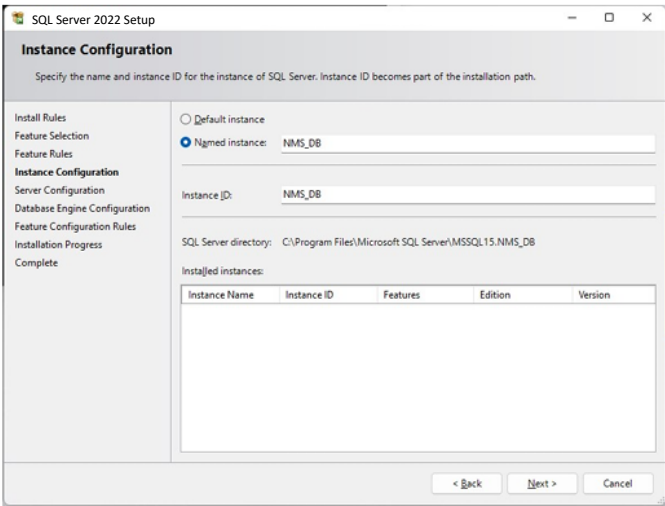 SQL Server 2022 Setup
Instance Configuration
Specify the name and instance ID for the instance of SQL Server. Instance ID becomes part of the installation path.
Install Rules
Feature Selection
Feature Rules
Instance Configuration
Server Configuration
Database Engine Configuration
Feature Configuration Rules
Installation Progress
Complete
Default instance
Named instance: NMS_DB
Instance ID: NMS_DB
SQL Server directory: C:\Program Files\Microsoft SQL Server\MSSQL15.NMS_DB
Installed instances:
Instance Name Instance ID Features Edition Version
< Back Next > Cancel